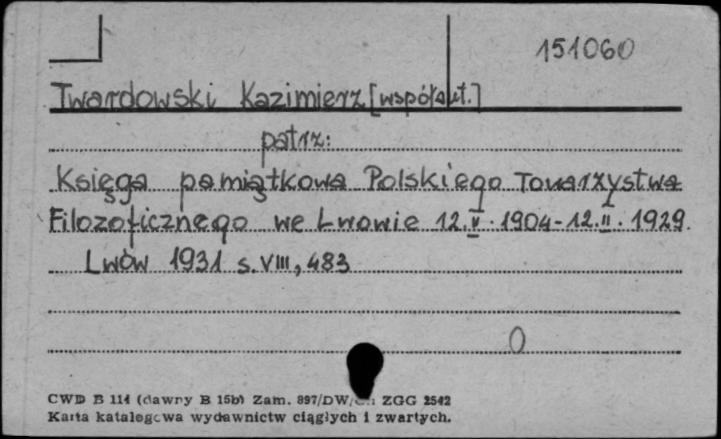 151060
Twardowski Kazimierz [współaut.]
patrz:
Księga pamiątkowa Polskiego Towarzystwa
Filozoficznego we Lwowie 12.V.1904-12.II.1929.
Lwów 1931 s. VIII, 483
0
CWD B 114 (dawny B 15b) Zam. 897/DW/ ZGG 2542
Karta katalogowa wydawnictw ciągłych i zwartych.